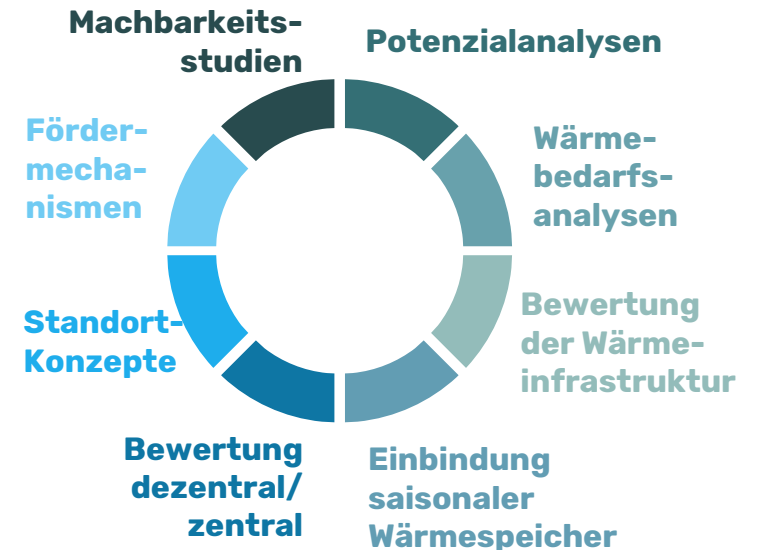 Machbarkeits-
studien
Potenzialanalysen
Wärme-
bedarfs-
analysen
Bewertung
der Wärme-
infrastruktur
Einbindung
saisonaler
Wärmespeicher
Bewertung
dezentral/
zentral
Standort-
Konzepte
Förder-
mecha-
nismen